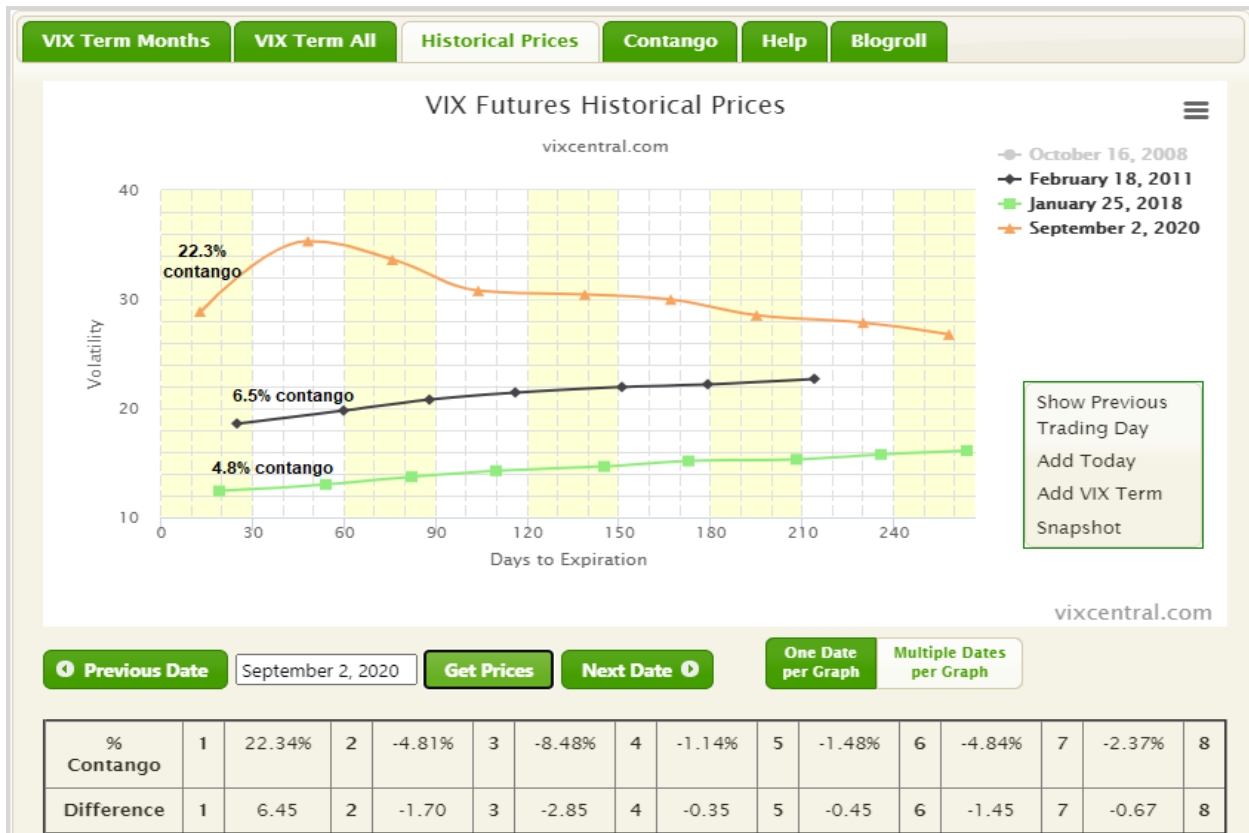 VIX Term Months VIX Term All Historical Prices Contango Help Blogroll
VIX Futures Historical Prices
vixcentral.com
October 16, 2008
February 18, 2011
January 25, 2018
September 2, 2020
40
30
20
10
Volatility
22.3%
contango
6.5% contango
4.8% contango
0 30 60 90 120 150 180 210 240
Days to Expiration
Show Previous
Trading Day
Add Today
Add VIX Term
Snapshot
vixcentral.com
Previous Date September 2, 2020 Get Prices Next Date
One Date
per Graph
Multiple Dates
per Graph
%
Contango 1 22.34% 2 -4.81% 3 -8.48% 4 -1.14% 5 -1.48% 6 -4.84% 7 -2.37% 8
Difference 1 6.45 2 -1.70 3 -2.85 4 -0.35 5 -0.45 6 -1.45 7 -0.67 8